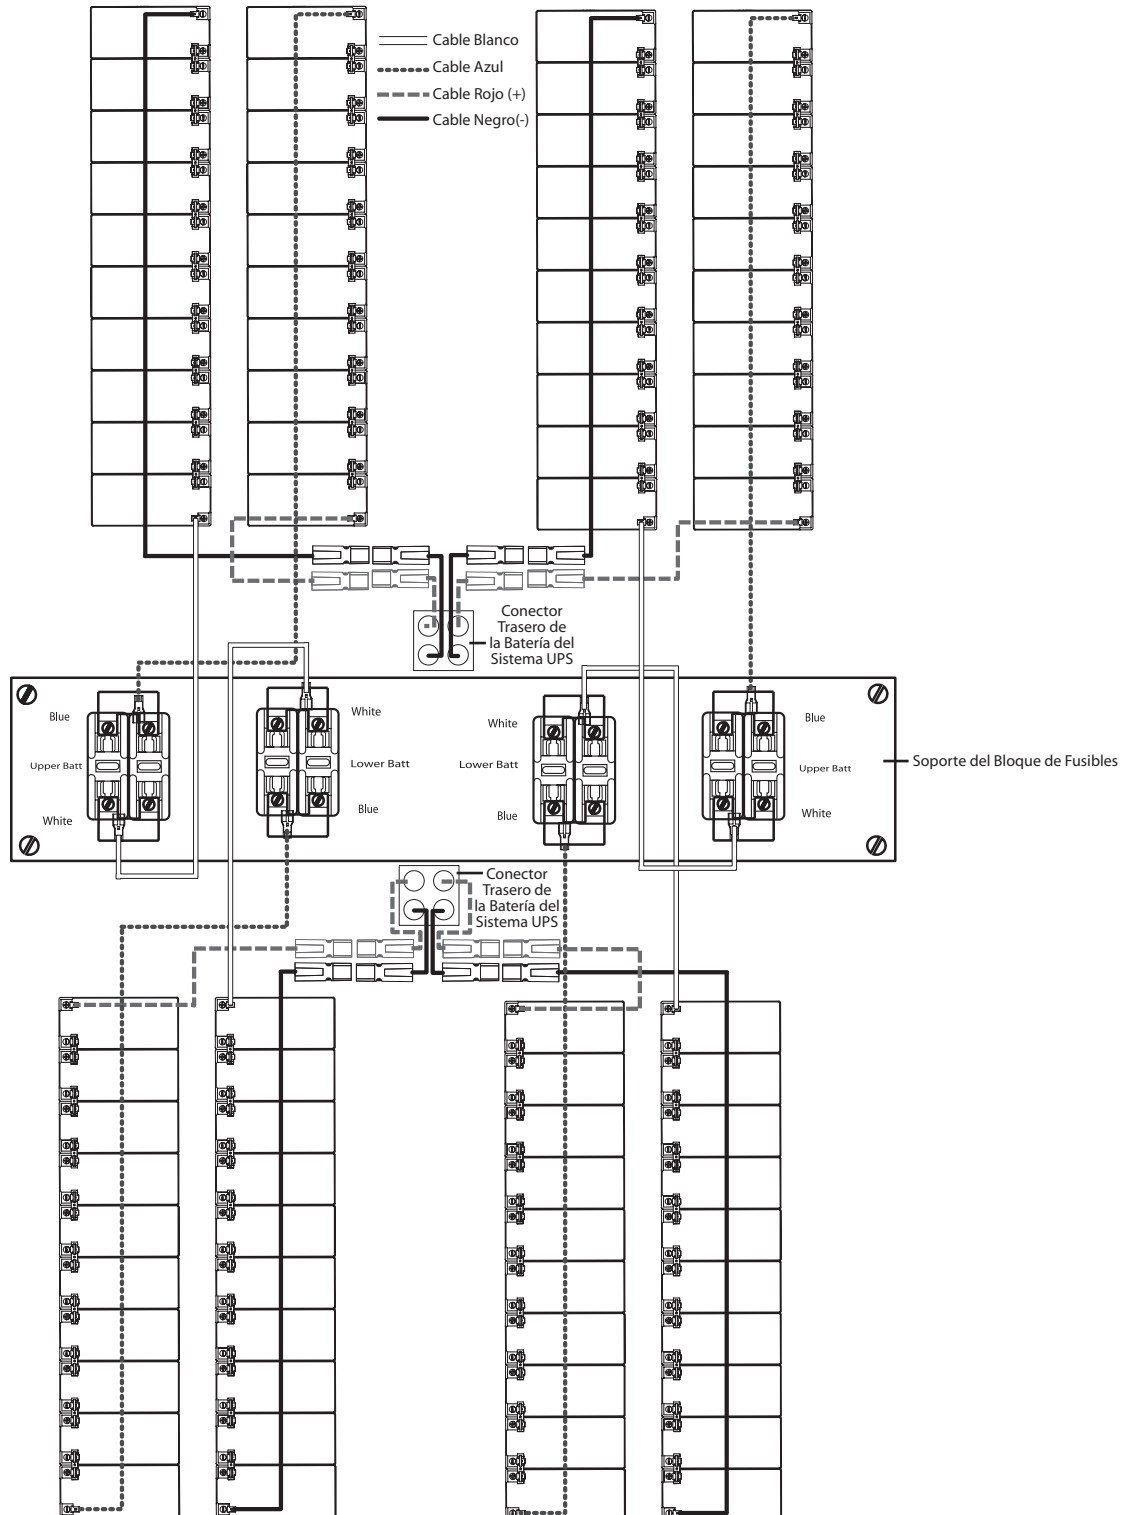 Cable Blanco
Cable Azul
Cable Rojo (+)
Cable Negro(-)
Conector
Trasero de
la Batería del
Sistema UPS
Blue
Upper Batt
White
White
Lower Batt
Blue
White
Lower Batt
Blue
Blue
Upper Batt
White
Soporte del Bloque de Fusibles
Conector
Trasero de
la Batería del
Sistema UPS